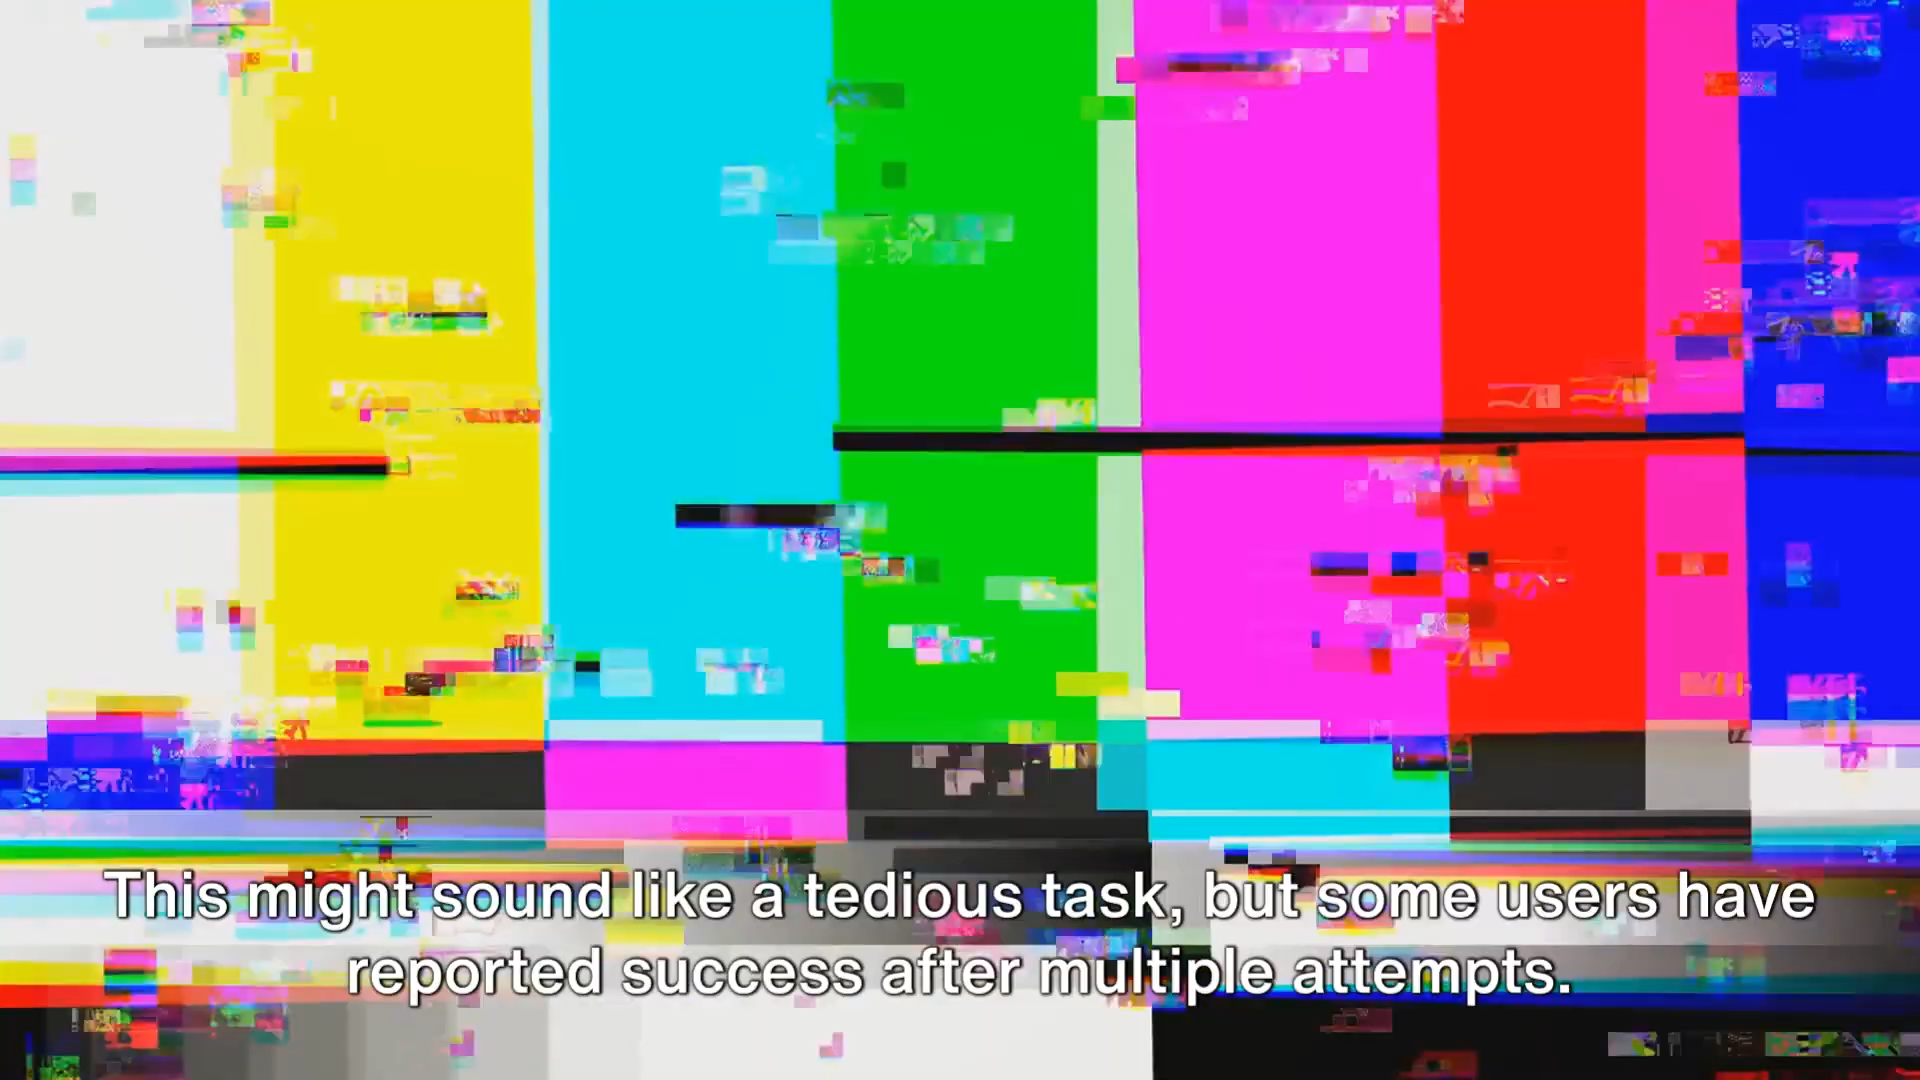 This might sound like a tedious task, but some users have
reported success after multiple attempts.